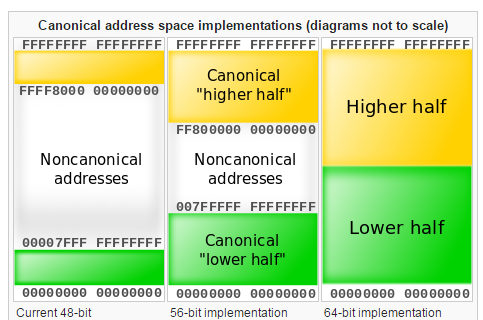 Canonical address space implementations (diagrams not to scale)
FFFFFFFF FFFFFFFF FFFFFFFF FFFFFFFF FFFFFFFF FFFFFFFF
FFFF8000 00000000
Noncanonical
addresses
00007FFF FFFFFFFF
00000000 00000000
Current 48-bit
Canonical
"higher half"
FF800000 00000000
Noncanonical
addresses
007FFFFF FFFFFFFF
Canonical
"lower half"
00000000 00000000
56-bit implementation
Higher half
Lower half
00000000 00000000
64-bit implementation